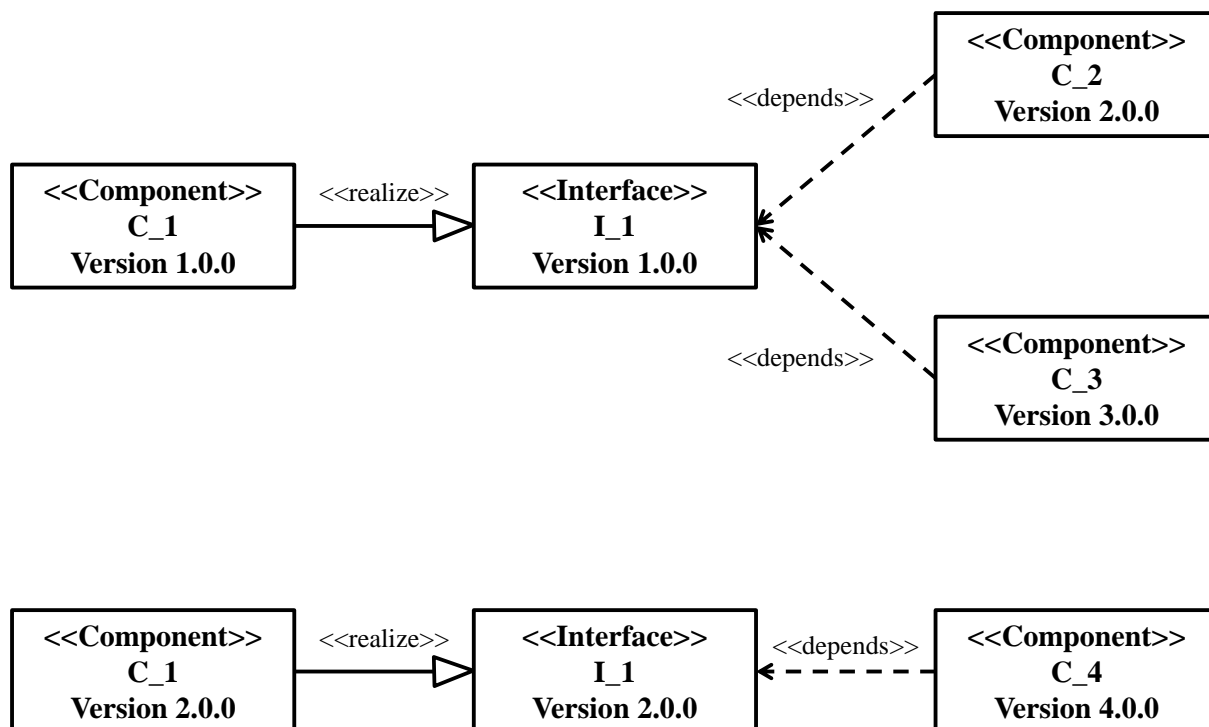 <<Component>>
C_2
Version 2.0.0
<<depends>>
<<Component>>
C_1
Version 1.0.0
<<realize>>
<<Interface>>
I_1
Version 1.0.0
<<depends>>
<<Component>>
C_3
Version 3.0.0
<<Component>>
C_1
Version 2.0.0
<<realize>>
<<Interface>>
I_1
Version 2.0.0
<<depends>>
<<Component>>
C_4
Version 4.0.0